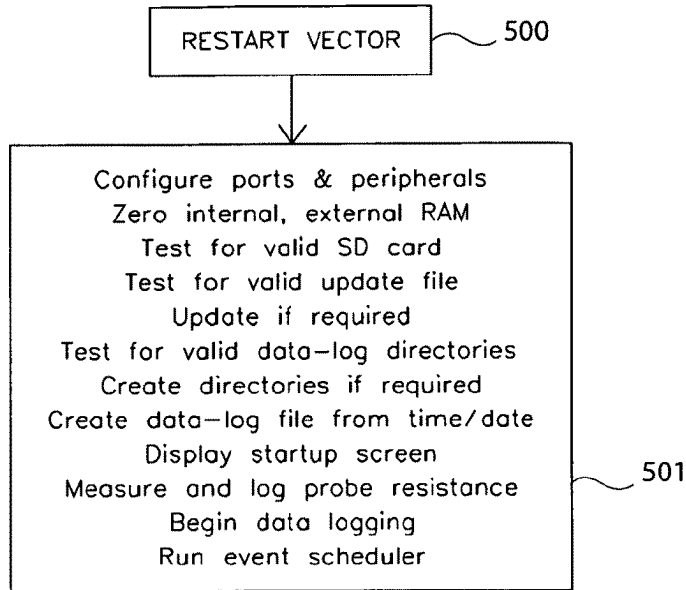 RESTART VECTOR
500
Configure ports & peripherals
Zero internal, external RAM
Test for valid SD card
Test for valid update file
Update if required
Test for valid data-log directories
Create directories if required
Create data-log file from time/date
Display startup screen
Measure and log probe resistance
Begin data logging
Run event scheduler
501